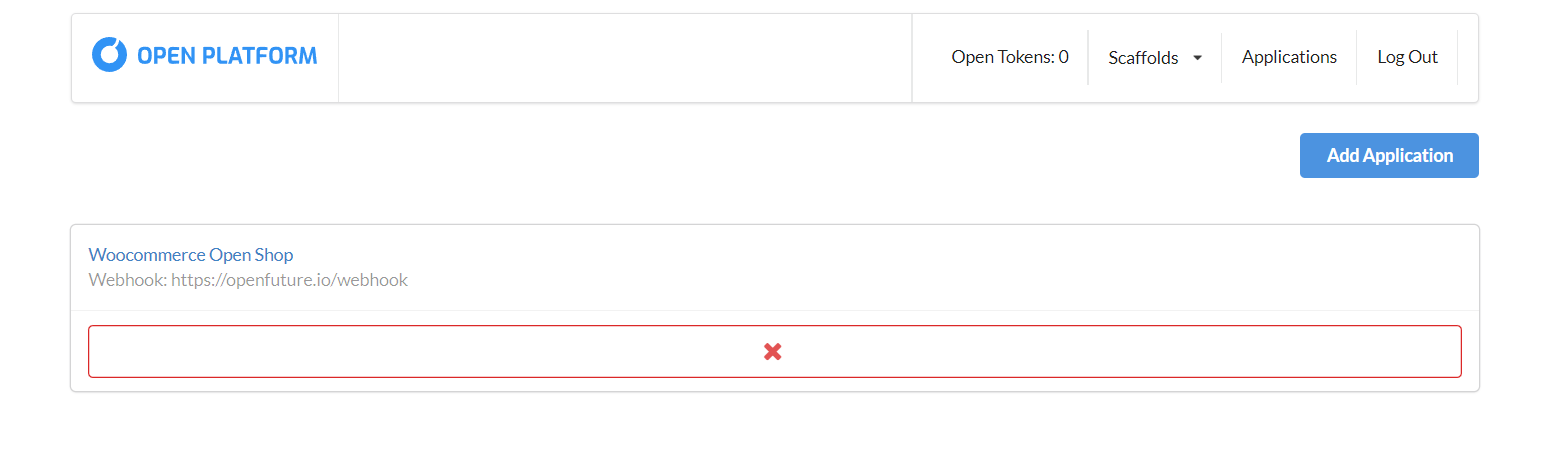 OPEN PLATFORM
Open Tokens: 0
Scaffolds
Applications
Log Out
Add Application
Woocommerce Open Shop
Webhook: https://openfuture.io/webhook